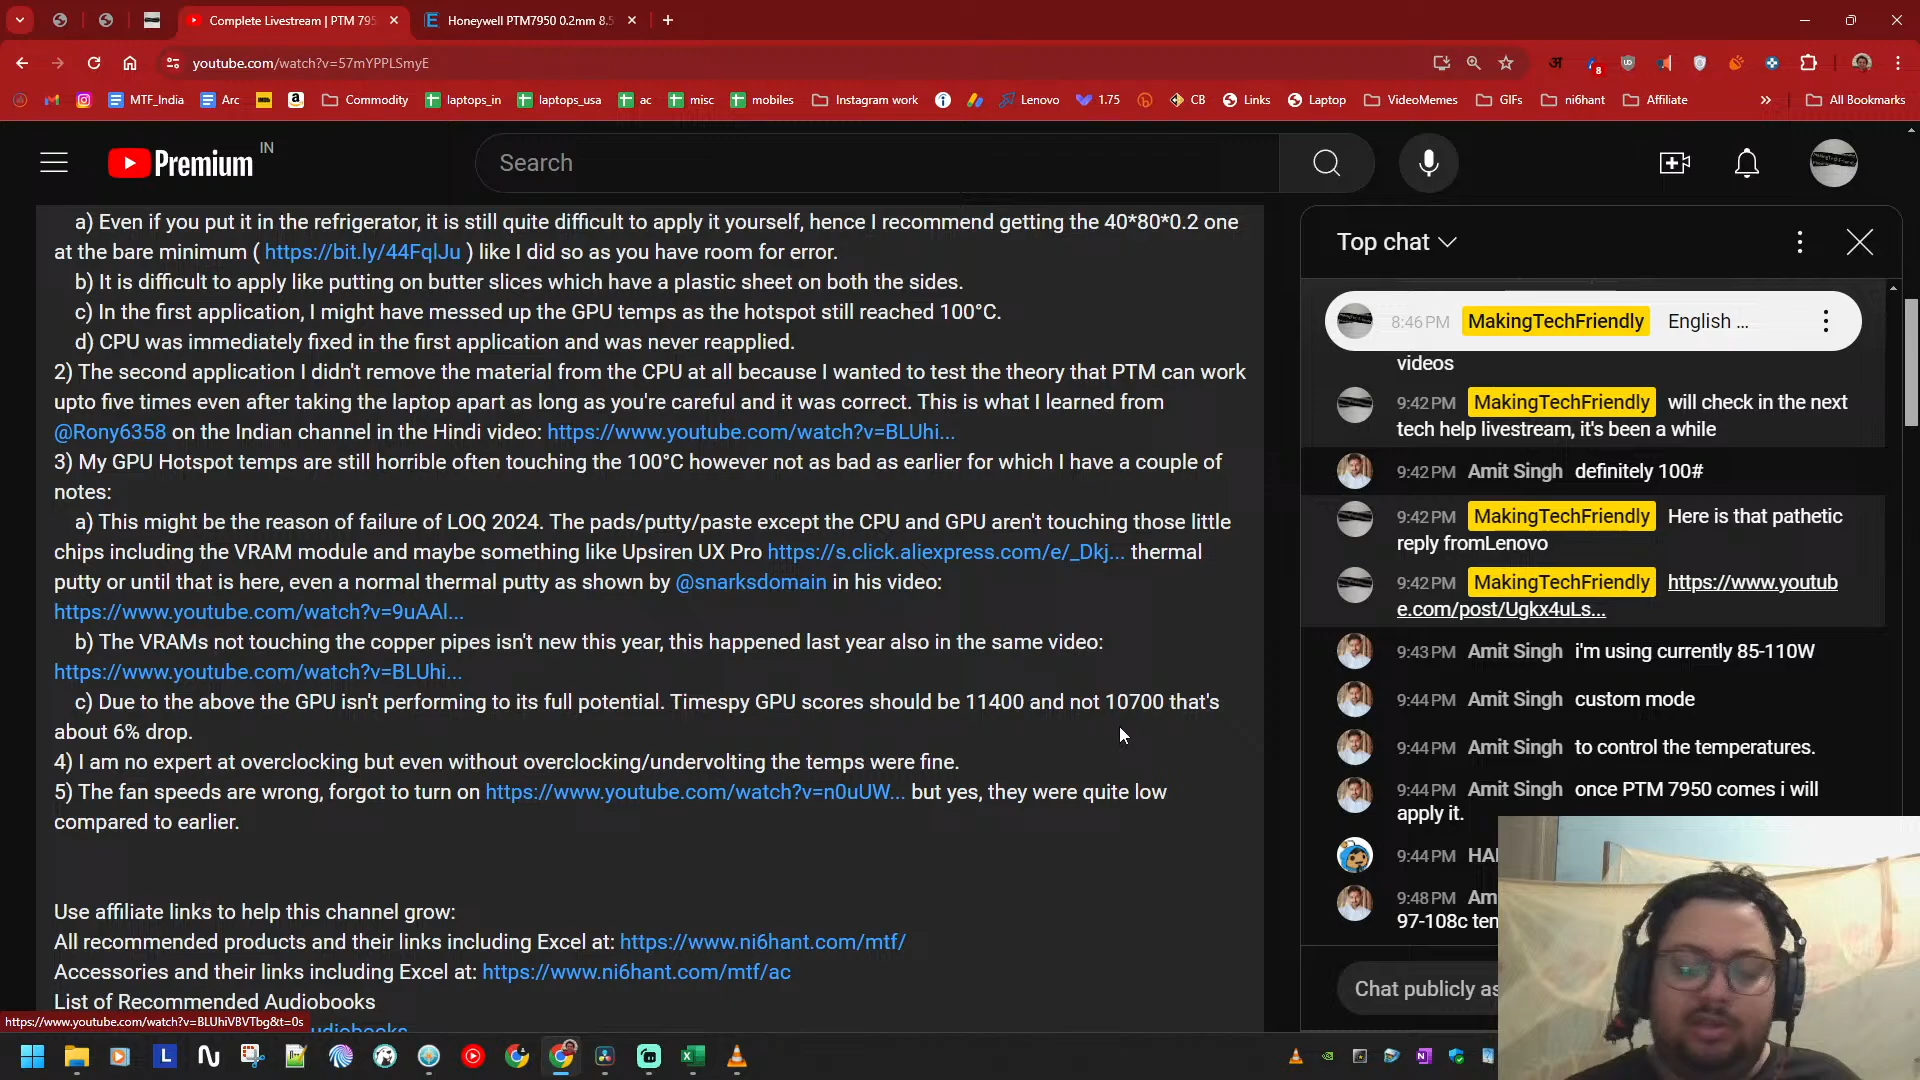 Complete Livestream | PTM 795
Honeywell PTM7950 0.2mm 8.5
youtube.com/watch?v=57mYPPLSmyE
8
MTF_India
Arc
Commodity
laptops_in
laptops_usa
ac
misc
mobiles
Instagram work
Lenovo
1.75
CB
Links
Laptop
VideoMemes
GIFs
ni6hant
Affiliate
All Bookmarks
Premium
IN
Search
a) Even if you put it in the refrigerator, it is still quite difficult to apply it yourself, hence I recommend getting the 40*80*0.2 one
at the bare minimum ( https://bit.ly/44FqlJu ) like I did so as you have room for error.
b) It is difficult to apply like putting on butter slices which have a plastic sheet on both the sides.
c) In the first application, I might have messed up the GPU temps as the hotspot still reached 100°C.
d) CPU was immediately fixed in the first application and was never reapplied.
2) The second application I didn't remove the material from the CPU at all because I wanted to test the theory that PTM can work
upto five times even after taking the laptop apart as long as you're careful and it was correct. This is what I learned from
@Rony6358 on the Indian channel in the Hindi video: https://www.youtube.com/watch?v=BLUhi...
3) My GPU Hotspot temps are still horrible often touching the 100°C however not as bad as earlier for which I have a couple of
notes:
a) This might be the reason of failure of LOQ 2024. The pads/putty/paste except the CPU and GPU aren't touching those little
chips including the VRAM module and maybe something like Upsiren UX Pro https://s.click.aliexpress.com/e/_Dkj... thermal
putty or until that is here, even a normal thermal putty as shown by @snarksdomain in his video:
https://www.youtube.com/watch?v=9uAAl...
b) The VRAMs not touching the copper pipes isn't new this year, this happened last year also in the same video:
https://www.youtube.com/watch?v=BLUhi...
c) Due to the above the GPU isn't performing to its full potential. Timespy GPU scores should be 11400 and not 10700 that's
about 6% drop.
4) I am no expert at overclocking but even without overclocking/undervolting the temps were fine.
5) The fan speeds are wrong, forgot to turn on https://www.youtube.com/watch?v=n0uUW... but yes, they were quite low
compared to earlier.
Use affiliate links to help this channel grow:
All recommended products and their links including Excel at: https://www.ni6hant.com/mtf/
Accessories and their links including Excel at: https://www.ni6hant.com/mtf/ac
List of Recommended Audiobooks
https://www.youtube.com/watch?v=BLUhiVBVTbg&t=0s
Top chat
8:46 PM MakingTechFriendly English ...
videos
9:42 PM MakingTechFriendly will check in the next
tech help livestream, it's been a while
9:42 PM Amit Singh definitely 100#
9:42 PM MakingTechFriendly Here is that pathetic
reply fromLenovo
9:42 PM MakingTechFriendly https://www.youtub
e.com/post/Ugkx4uLs...
9:43 PM Amit Singh i'm using currently 85-110W
9:44 PM Amit Singh custom mode
9:44 PM Amit Singh to control the temperatures.
9:44 PM Amit Singh once PTM 7950 comes i will
apply it.
9:44 PM
9:48 PM Am
97-108c
Chat publicly as